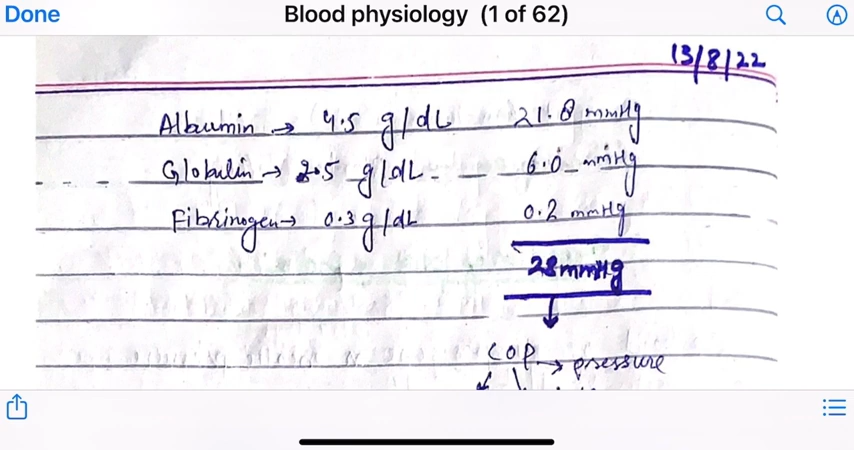 Done Blood physiology (1 of 62)
13/8/22
Albumin → 4.5 g/dL 21.8 mmHg
Globulin → 2.5 g/dL 6.0 mmHg
Fibrinogen → 0.3 g/dL 0.2 mmHg
28 mmHg
↓
COP → pressure